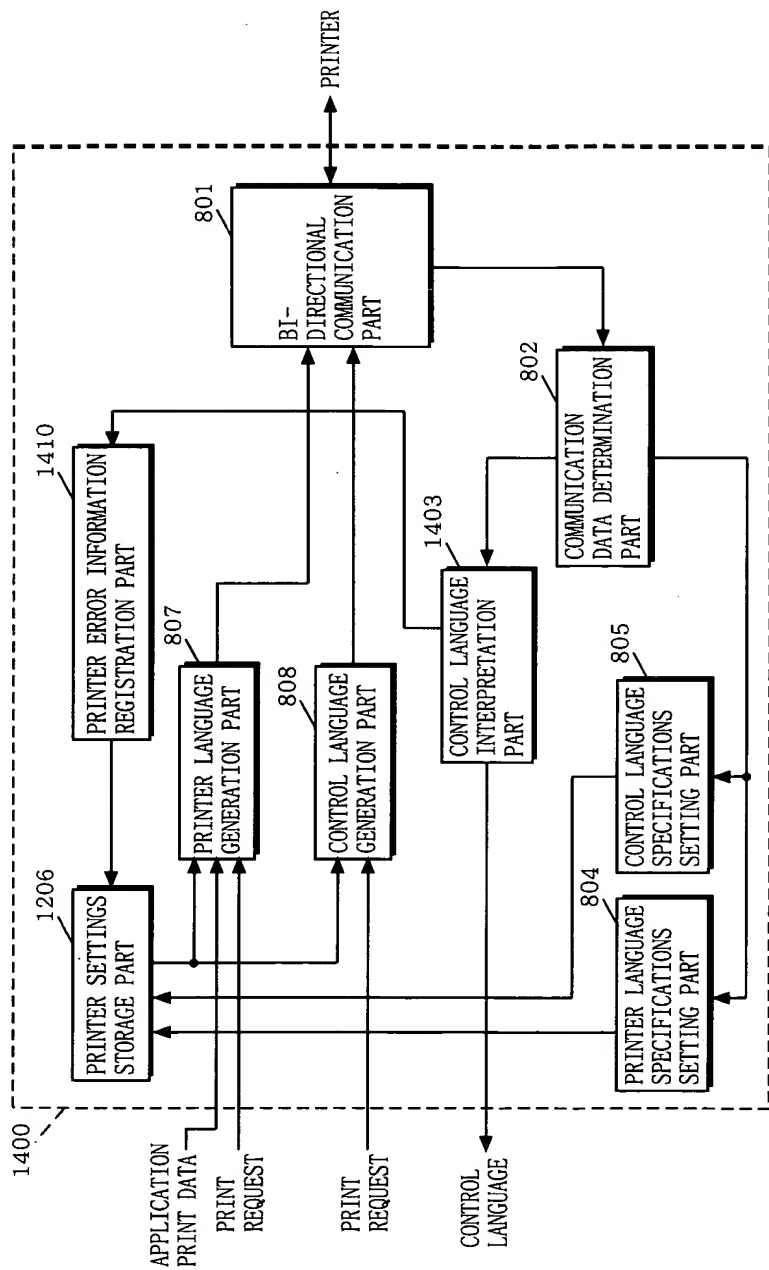 1400
1206
PRINTER SETTINGS
STORAGE PART
1410
PRINTER ERROR INFORMATION
REGISTRATION PART
801
BI-
DIRECTIONAL
COMMUNICATION
PART
PRINTER
APPLICATION
PRINT DATA
PRINT
REQUEST
807
PRINTER LANGUAGE
GENERATION PART
PRINT
REQUEST
808
CONTROL LANGUAGE
GENERATION PART
CONTROL
LANGUAGE
1403
CONTROL LANGUAGE
INTERPRETATION
PART
802
COMMUNICATION
DATA DETERMINATION
PART
804
PRINTER LANGUAGE
SPECIFICATIONS
SETTING PART
805
CONTROL LANGUAGE
SPECIFICATIONS
SETTING PART